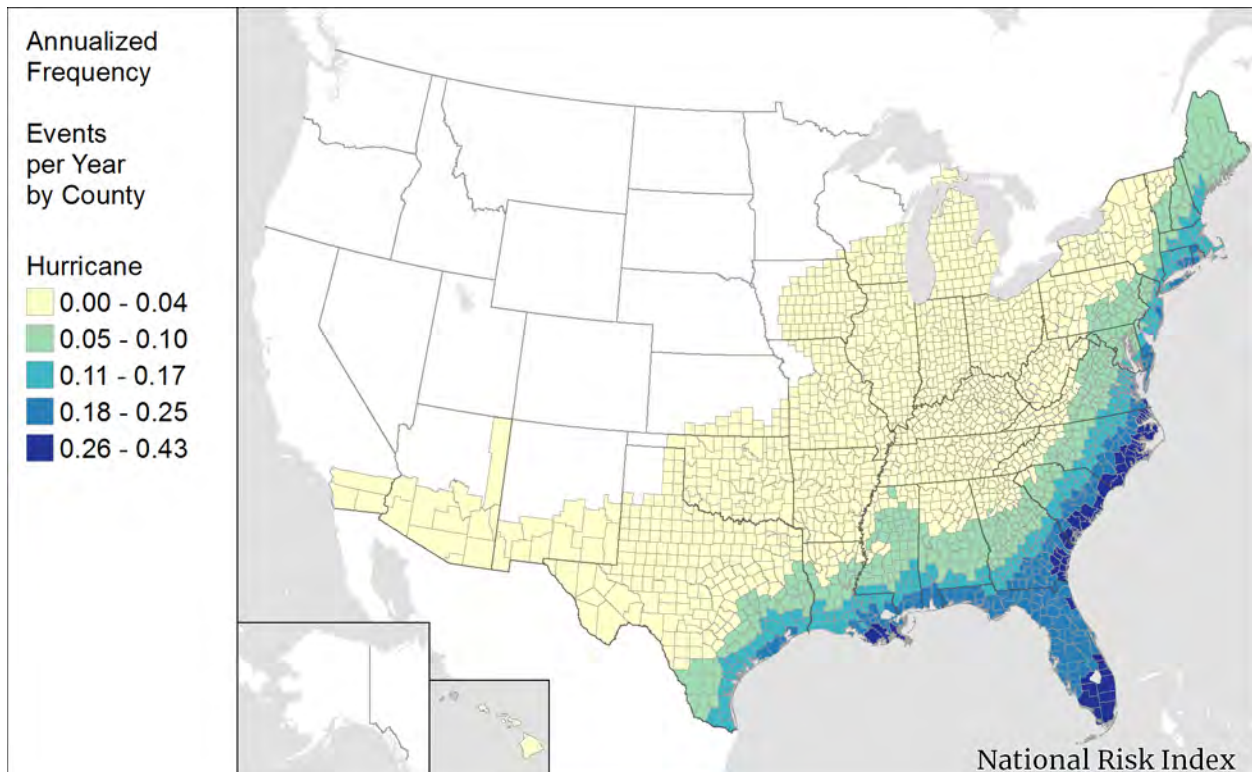 Annualized
Frequency
Events
per Year
by County
Hurricane
0.00 - 0.04
0.05 - 0.10
0.11 - 0.17
0.18 - 0.25
0.26 - 0.43
National Risk Index